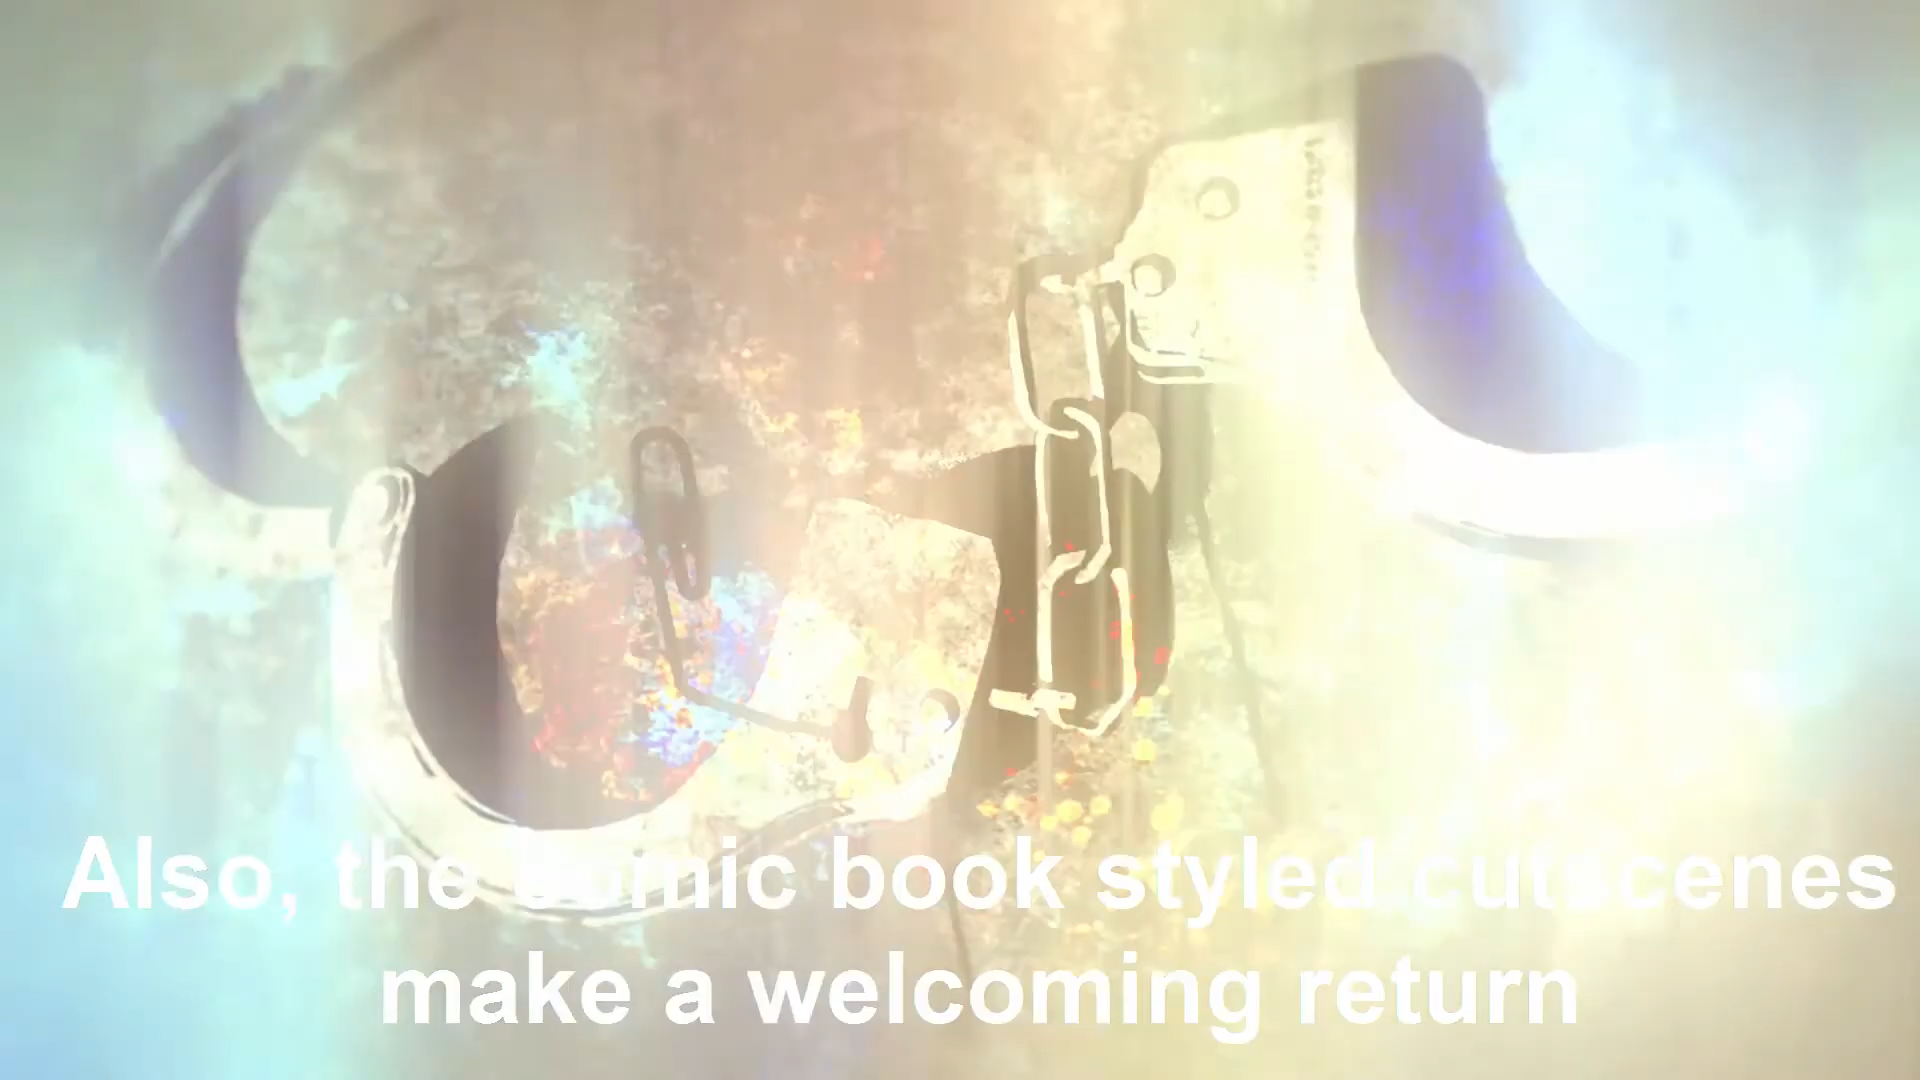 Also, the comic book styled cutscenes
make a welcoming return